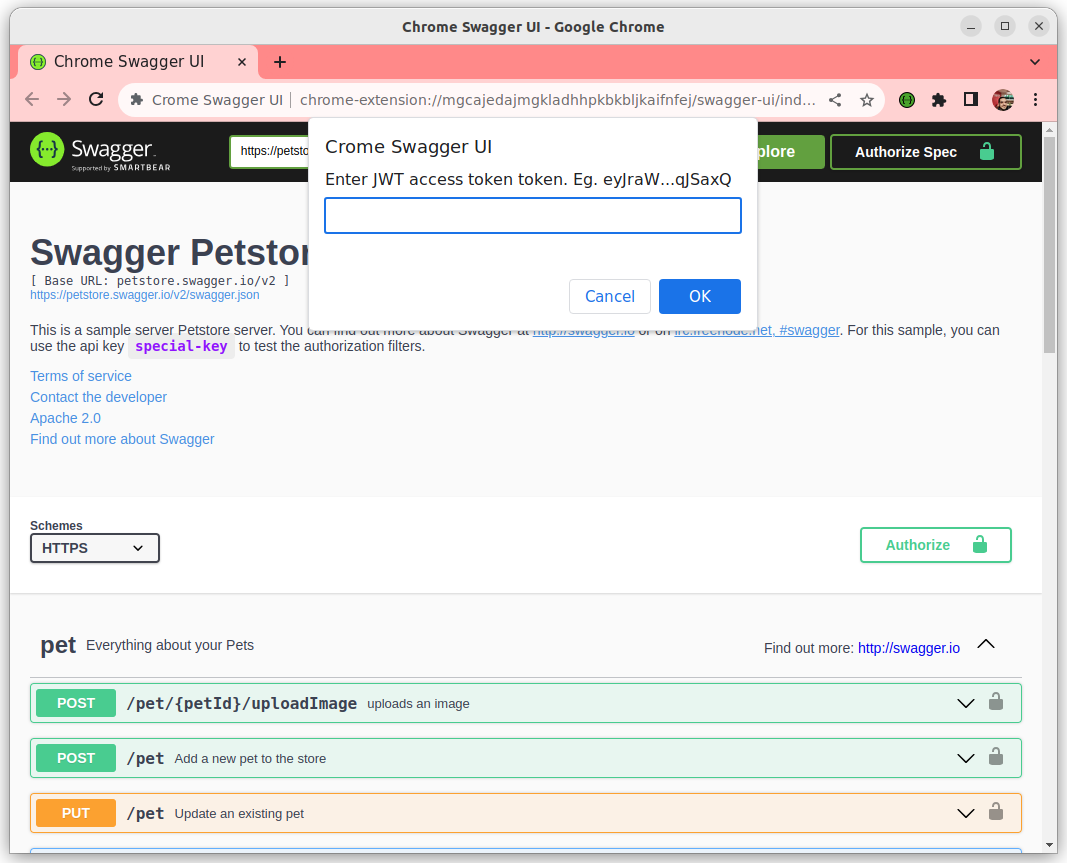 Chrome Swagger UI - Google Chrome
Chrome Swagger UI
Crome Swagger UI | chrome-extension://mgcajedajmgkladhhpkbkbljkaifnfej/swagger-ui/ind...
Swagger.
Supported by SMARTBEAR
https://petsto
plore
Authorize Spec
Crome Swagger UI
Enter JWT access token token. Eg. eyJraW...qJSaxQ
Cancel
OK
Swagger Petstor
[ Base URL: petstore.swagger.io/v2 ]
https://petstore.swagger.io/v2/swagger.json
This is a sample server Petstore server. You can find out more about Swagger at http://swagger.io or on irc.freenode.net, #swagger. For this sample, you can
use the api key special-key to test the authorization filters.
Terms of service
Contact the developer
Apache 2.0
Find out more about Swagger
Schemes
HTTPS
Authorize
pet Everything about your Pets
Find out more: http://swagger.io
POST /pet/{petId}/uploadImage uploads an image
POST /pet Add a new pet to the store
PUT /pet Update an existing pet